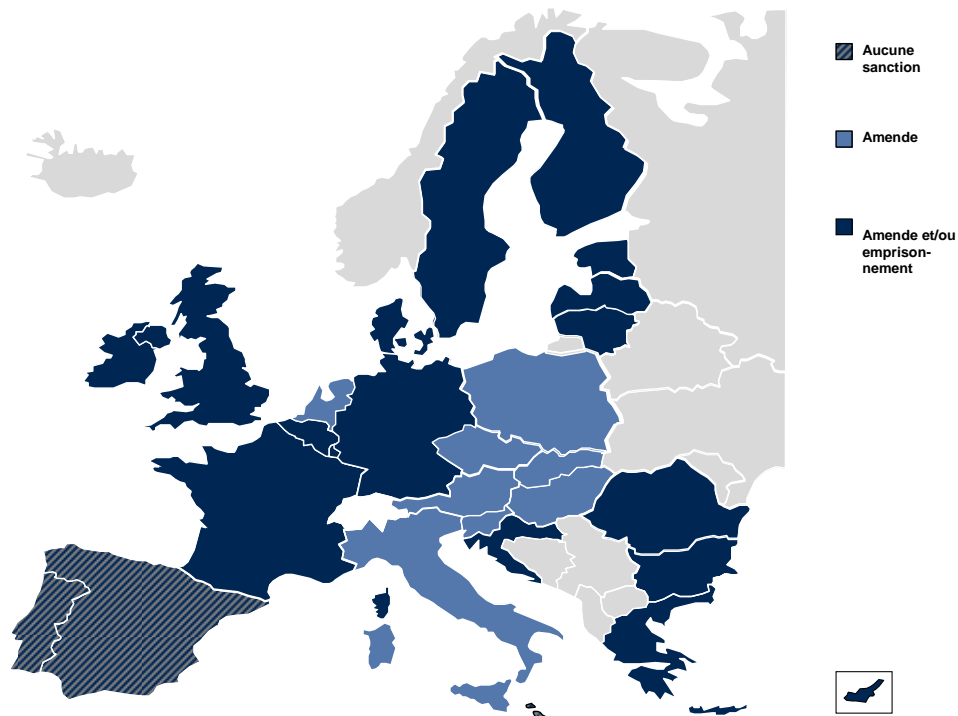 Aucune
sanction
Amende
Amende et/ou
emprison-
nement